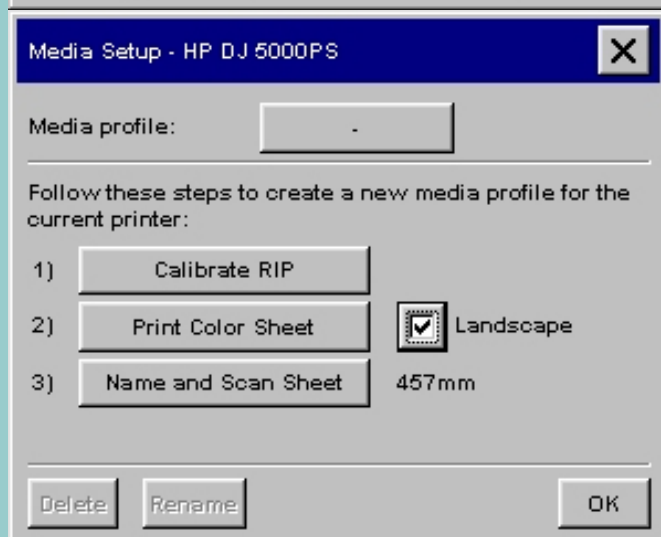 Media Setup - HP DJ 5000PS
Media profile: -
Follow these steps to create a new media profile for the
current printer:
1) Calibrate RIP
2) Print Color Sheet Landscape
3) Name and Scan Sheet 457mm
Delete Rename OK